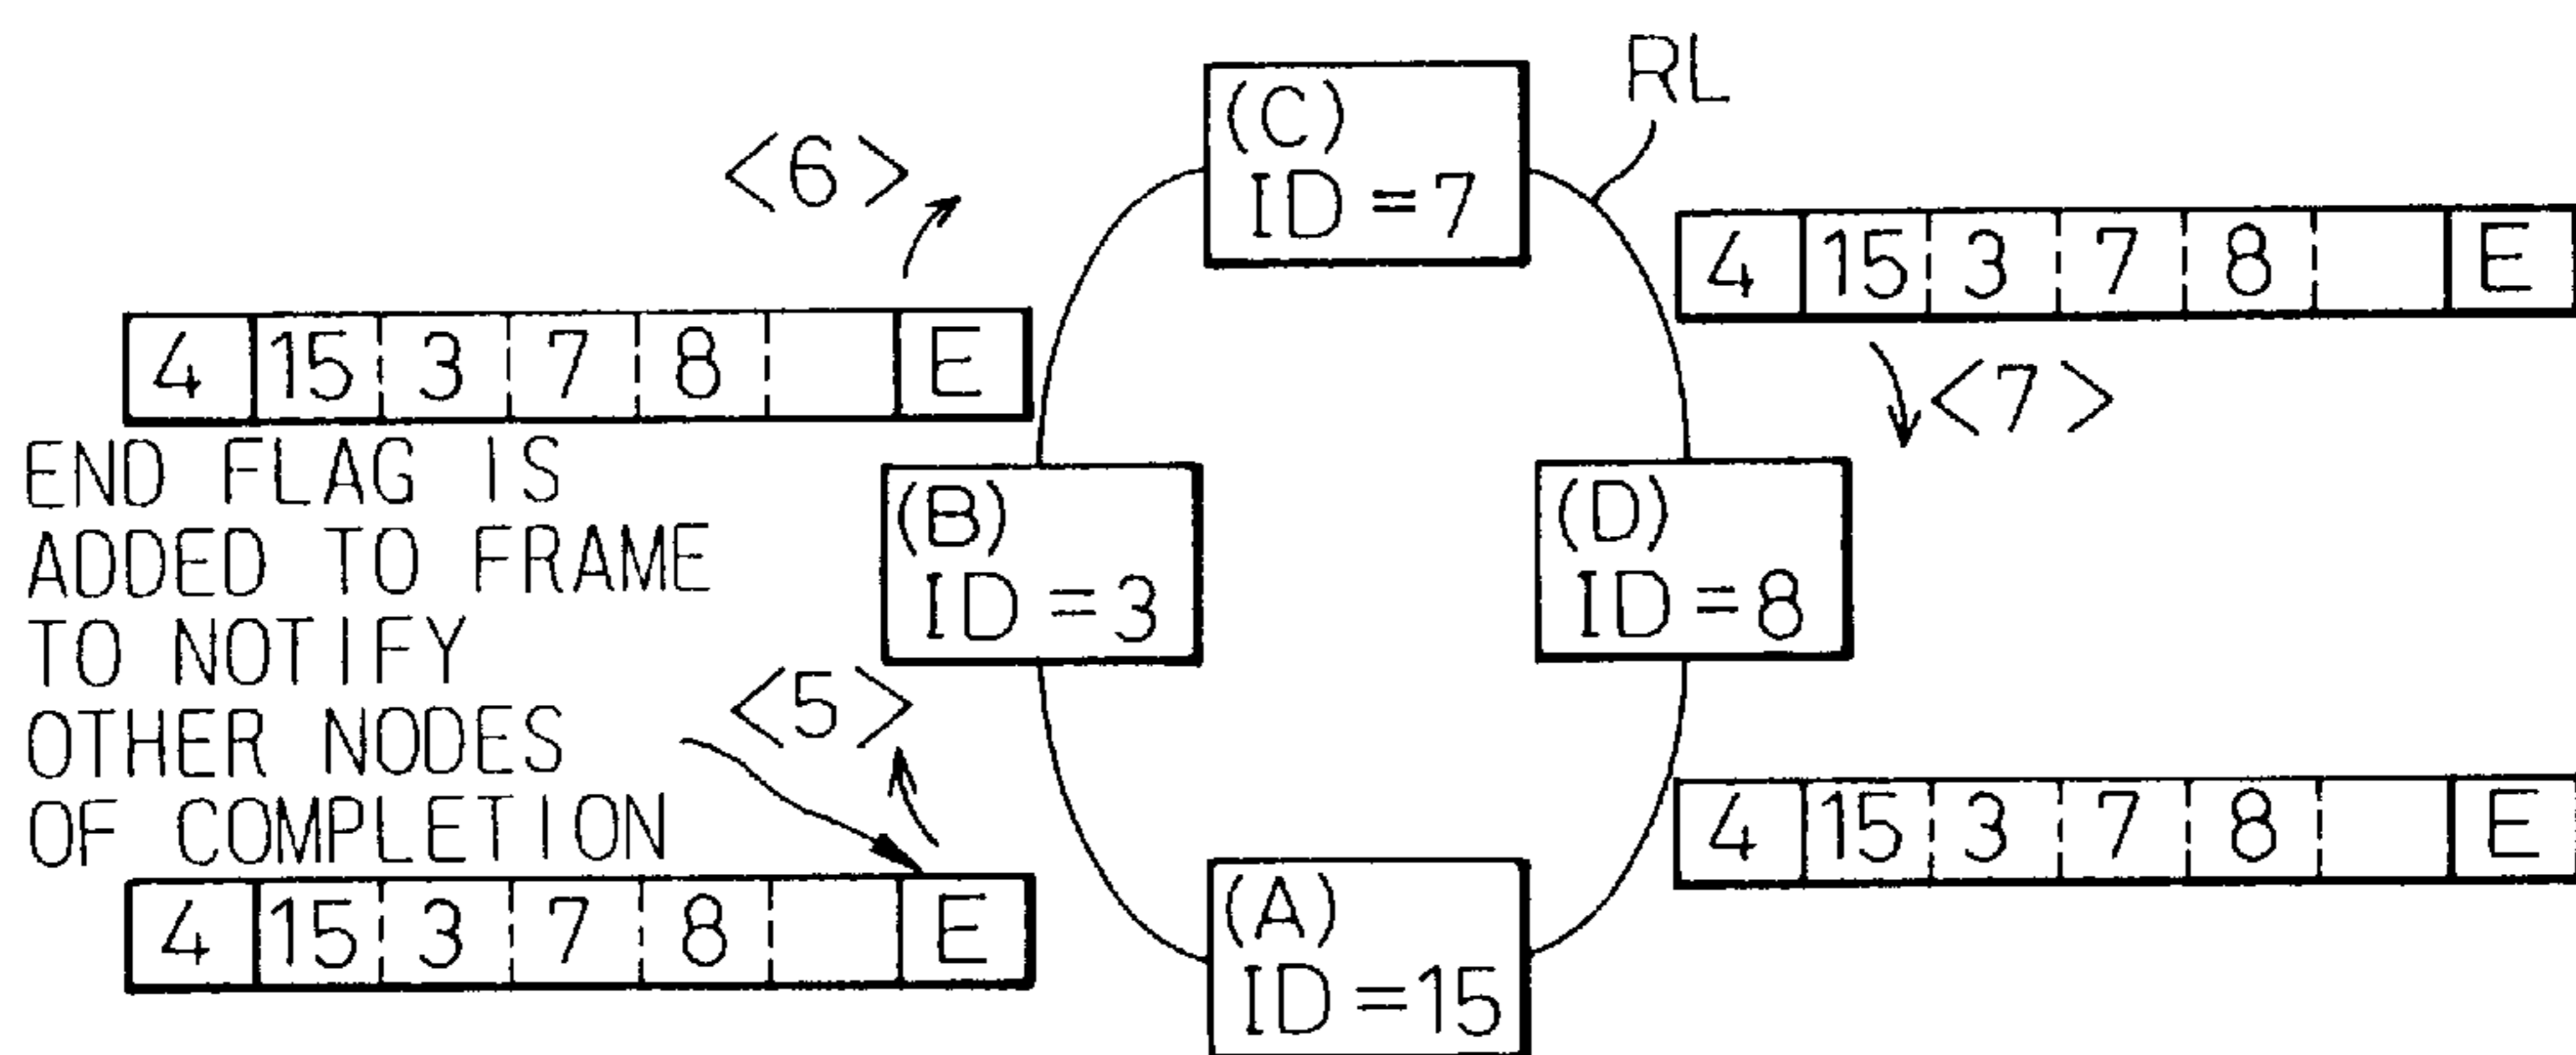 RL
(C)
ID = 7
<6>
4 15 3 7 8 E
4 15 3 7 8 E
<7>
END FLAG IS
ADDED TO FRAME
TO NOTIFY
OTHER NODES
OF COMPLETION
(B)
ID = 3
(D)
ID = 8
<5>
4 15 3 7 8 E
4 15 3 7 8 E
(A)
ID = 15